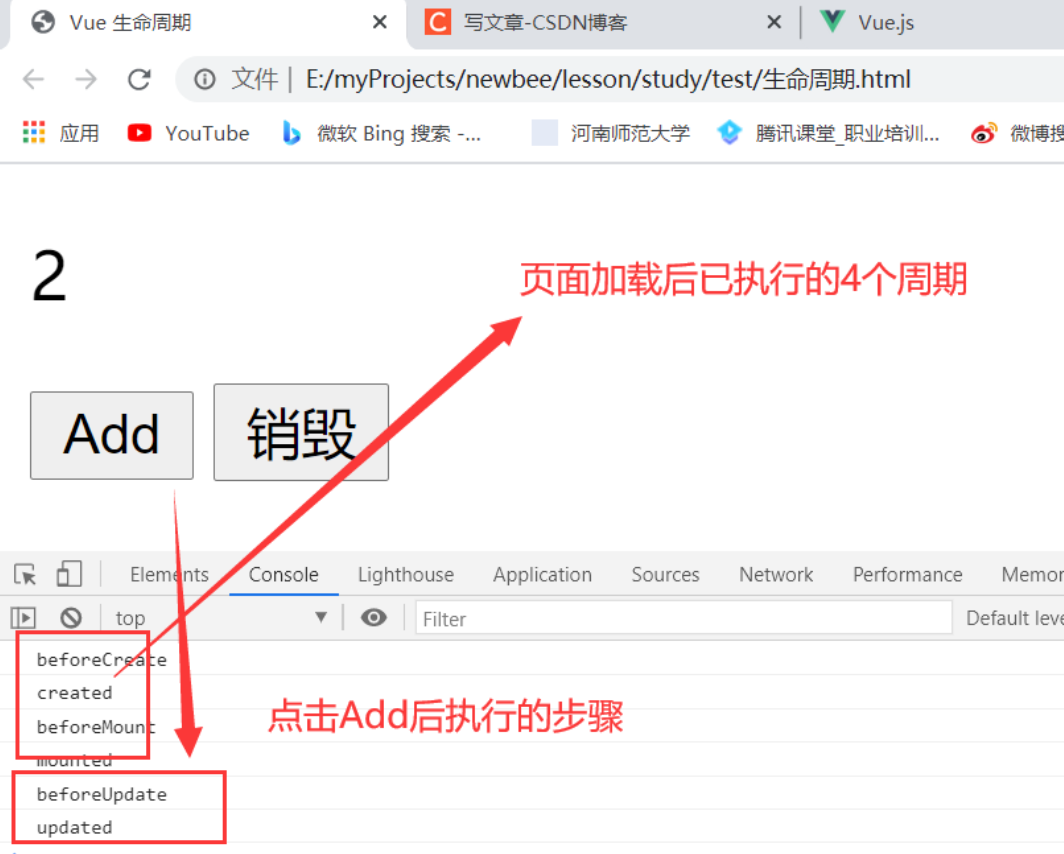 Vue 生命周期
写文章-CSDN博客
Vue.js
文件 | E:/myProjects/newbee/lesson/study/test/生命周期.html
应用 YouTube 微软 Bing 搜索 -... 河南师范大学 腾讯课堂_职业培训... 微博搜
2
页面加载后已执行的4个周期
Add 销毁
Elements Console Lighthouse Application Sources Network Performance Memor
top Filter Default leve
beforeCreate
created
点击Add后执行的步骤
beforeMount
mounted
beforeUpdate
updated